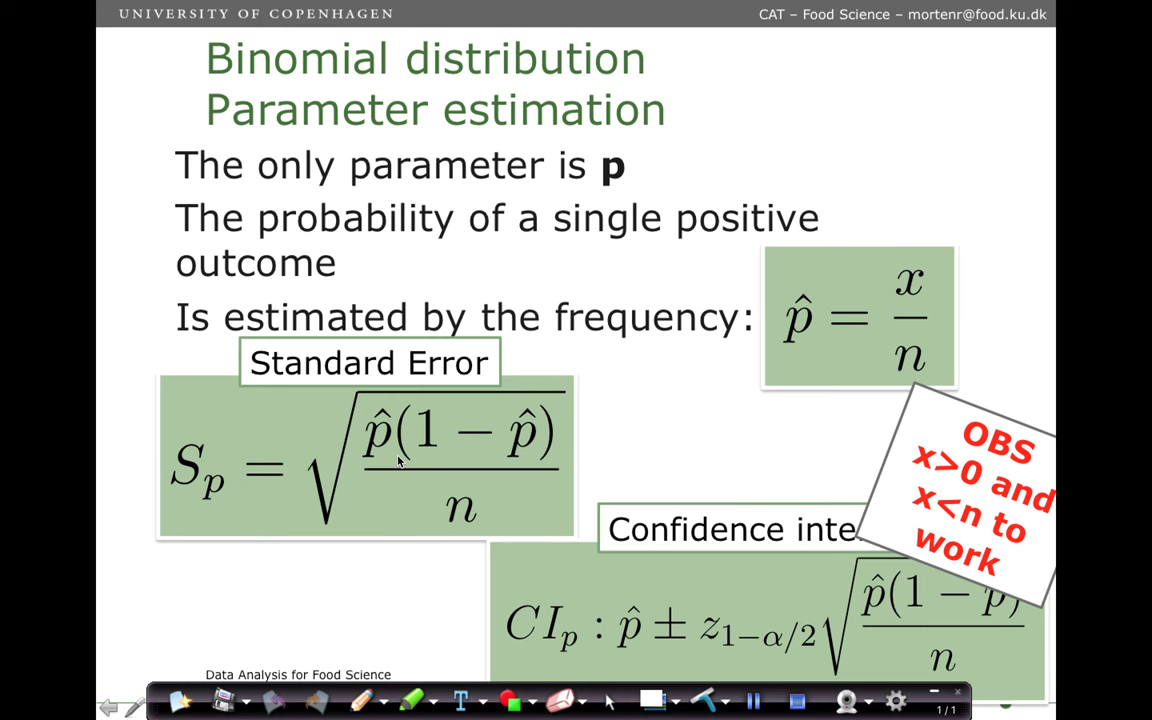 UNIVERSITY OF COPENHAGEN
CAT – Food Science – mortenr@food.ku.dk
Binomial distribution
Parameter estimation
The only parameter is p
The probability of a single positive
outcome
Is estimated by the frequency:
p̂ = x/n
Standard Error
S_p = √(p̂(1 − p̂)/n)
OBS
x>0 and
x<n to
work
Confidence inte
CI_p : p̂ ± z_{1−α/2} √(p̂(1 − p̂)/n)
Data Analysis for Food Science
1 / 1